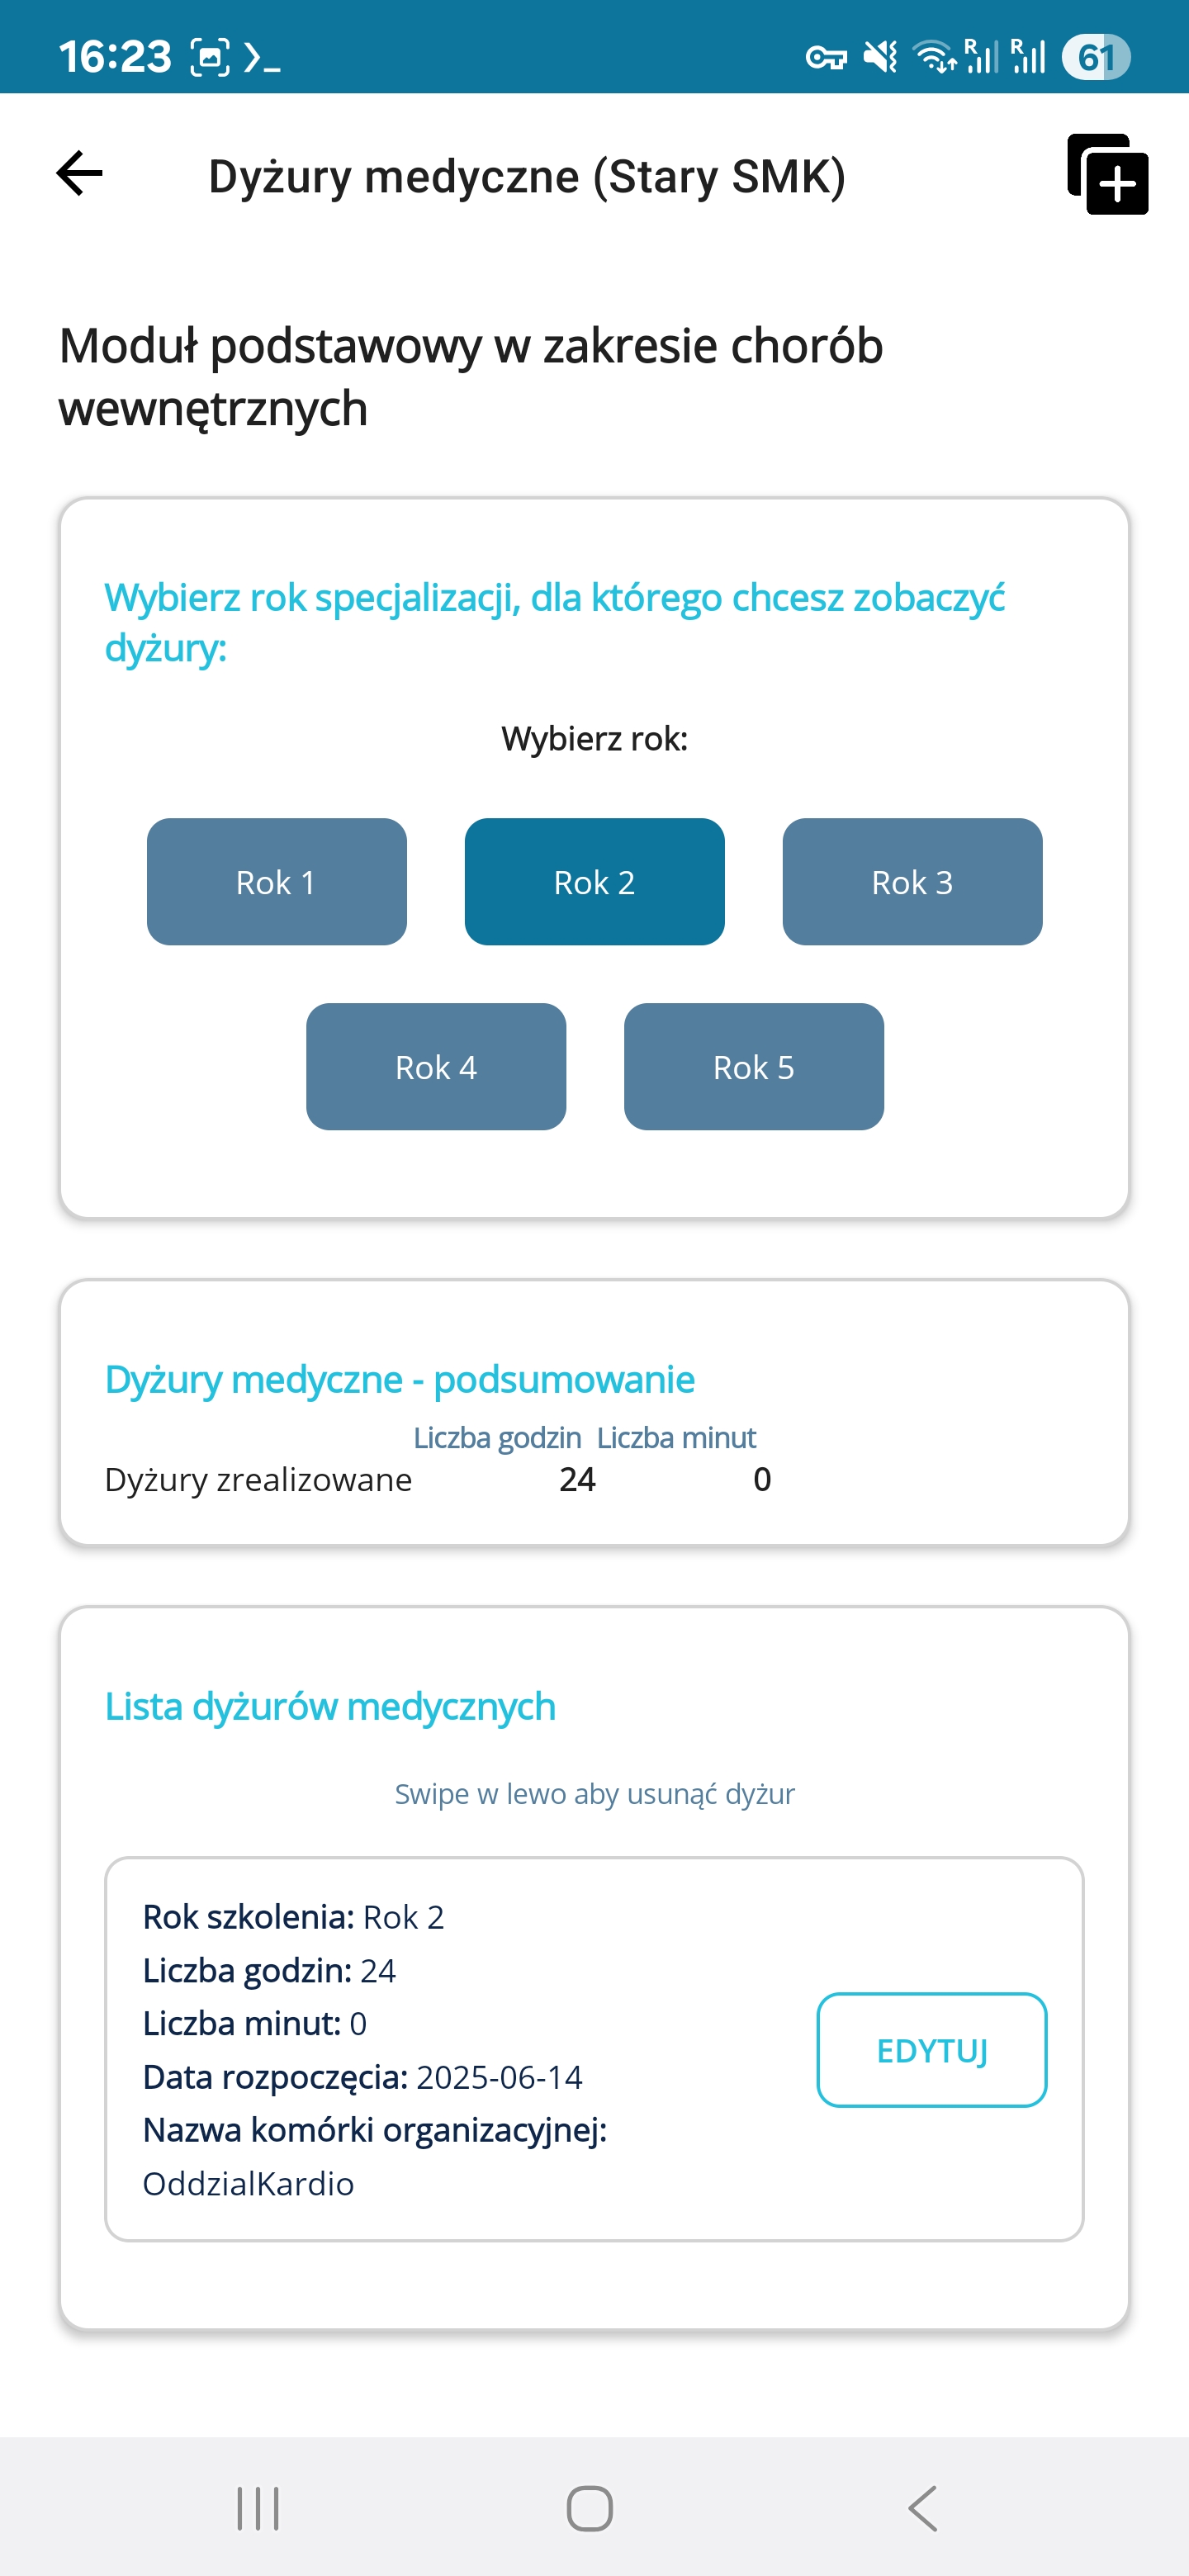 16:23
R R 61
Dyżury medyczne (Stary SMK)
Moduł podstawowy w zakresie chorób
wewnętrznych
Wybierz rok specjalizacji, dla którego chcesz zobaczyć
dyżury:
Wybierz rok:
Rok 1 Rok 2 Rok 3
Rok 4 Rok 5
Dyżury medyczne - podsumowanie
Liczba godzin Liczba minut
Dyżury zrealizowane 24 0
Lista dyżurów medycznych
Swipe w lewo aby usunąć dyżur
Rok szkolenia: Rok 2
Liczba godzin: 24
Liczba minut: 0
Data rozpoczęcia: 2025-06-14
Nazwa komórki organizacyjnej:
OddzialKardio
EDYTUJ